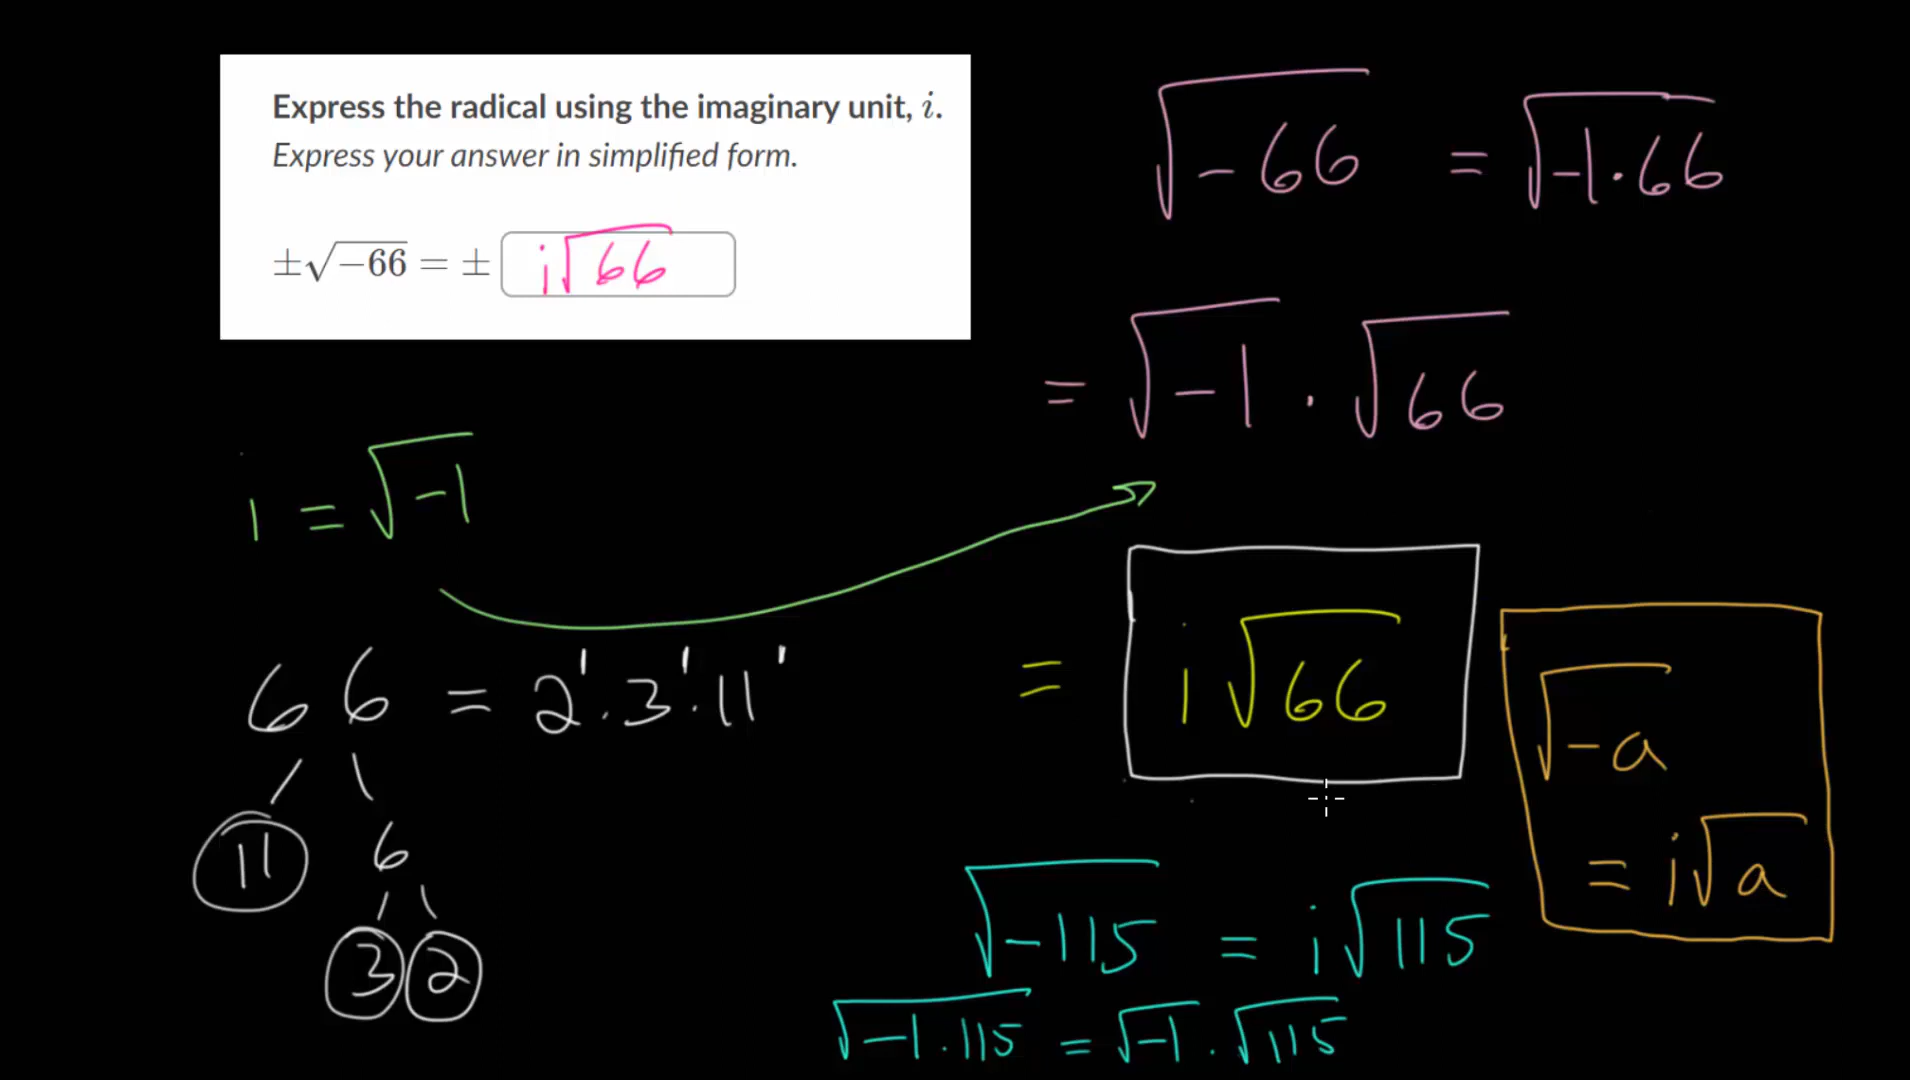 Express the radical using the imaginary unit, i.
Express your answer in simplified form.
±√−66 = ± i√66
√-66 = √-1·66
= √-1 · √66
i = √-1
= i√66
66 = 2¹·3¹·11¹
11 6
3 2
√-a
= i√a
√-115 = i√115
√-1·115 = √-1 · √115